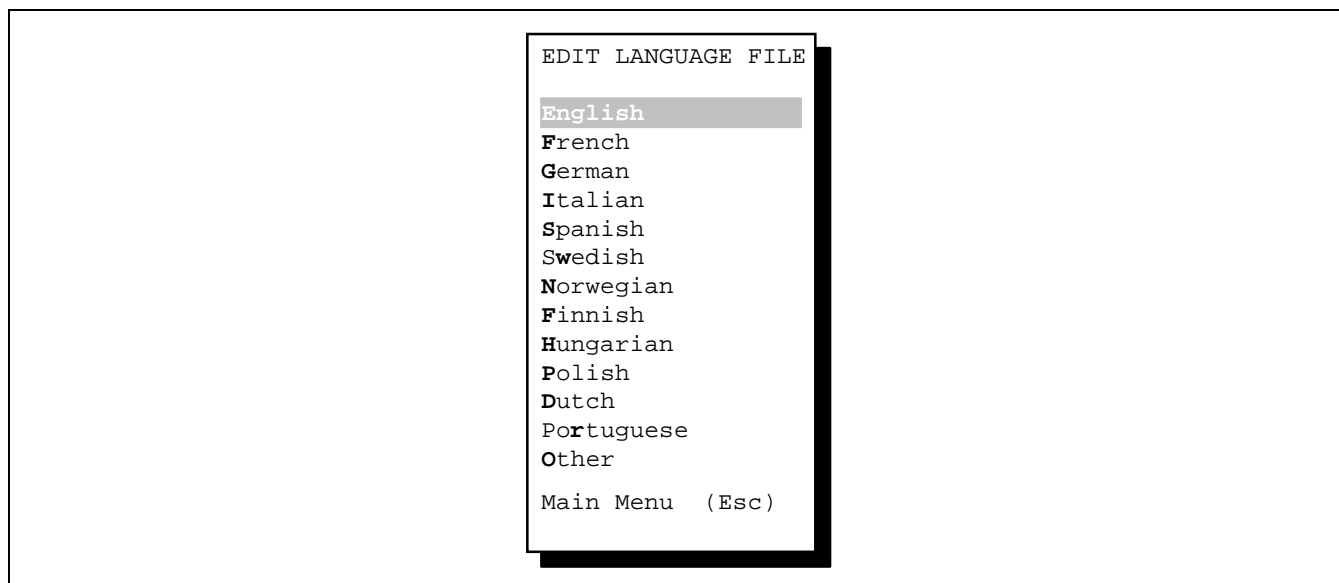 EDIT LANGUAGE FILE
English
French
German
Italian
Spanish
Swedish
Norwegian
Finnish
Hungarian
Polish
Dutch
Portuguese
Other
Main Menu (Esc)